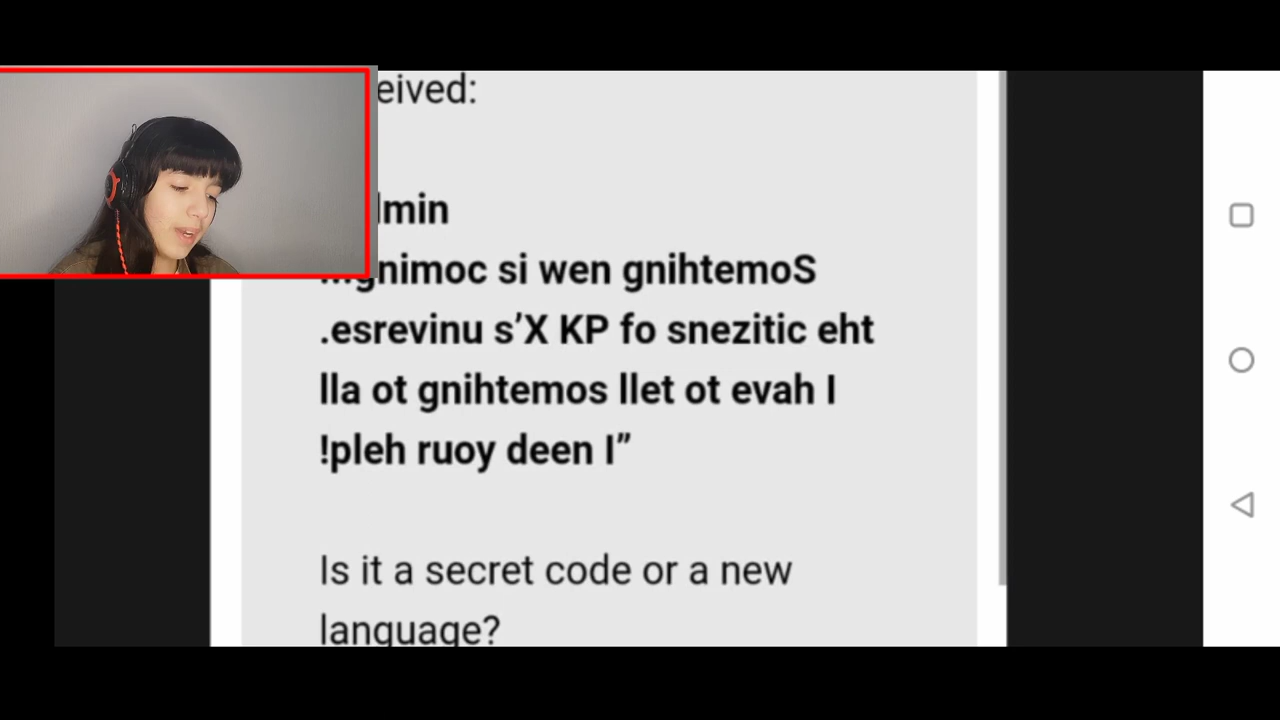 eived:
lmin
gnimoc si wen gnihtemoS
.esrevinu s’X KP fo snezitic eht
lla ot gnihtemos llet ot evah I
!pleh ruoy deen I”
Is it a secret code or a new
language?